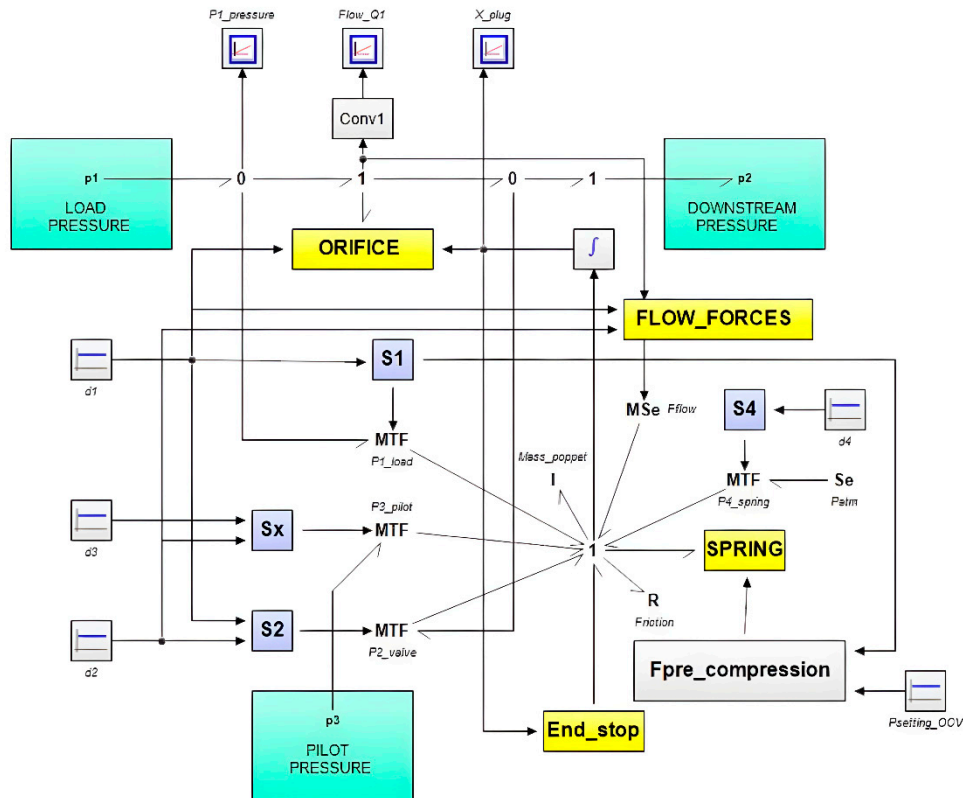 P1_pressure
Flow_Q1
X_plug
Conv1
p1
0
1
0
1
p2
LOAD
PRESSURE
DOWNSTREAM
PRESSURE
ORIFICE
∫
FLOW_FORCES
d1
S1
MSe Fflow
S4
d4
MTF
P1_load
Mass_poppet
I
MTF
P4_spring
Se
Patm
d3
Sx
P3_pilot
MTF
1
SPRING
R
Friction
d2
S2
MTF
P2_valve
Fpre_compression
Psetting_OCV
p3
PILOT
PRESSURE
End_stop